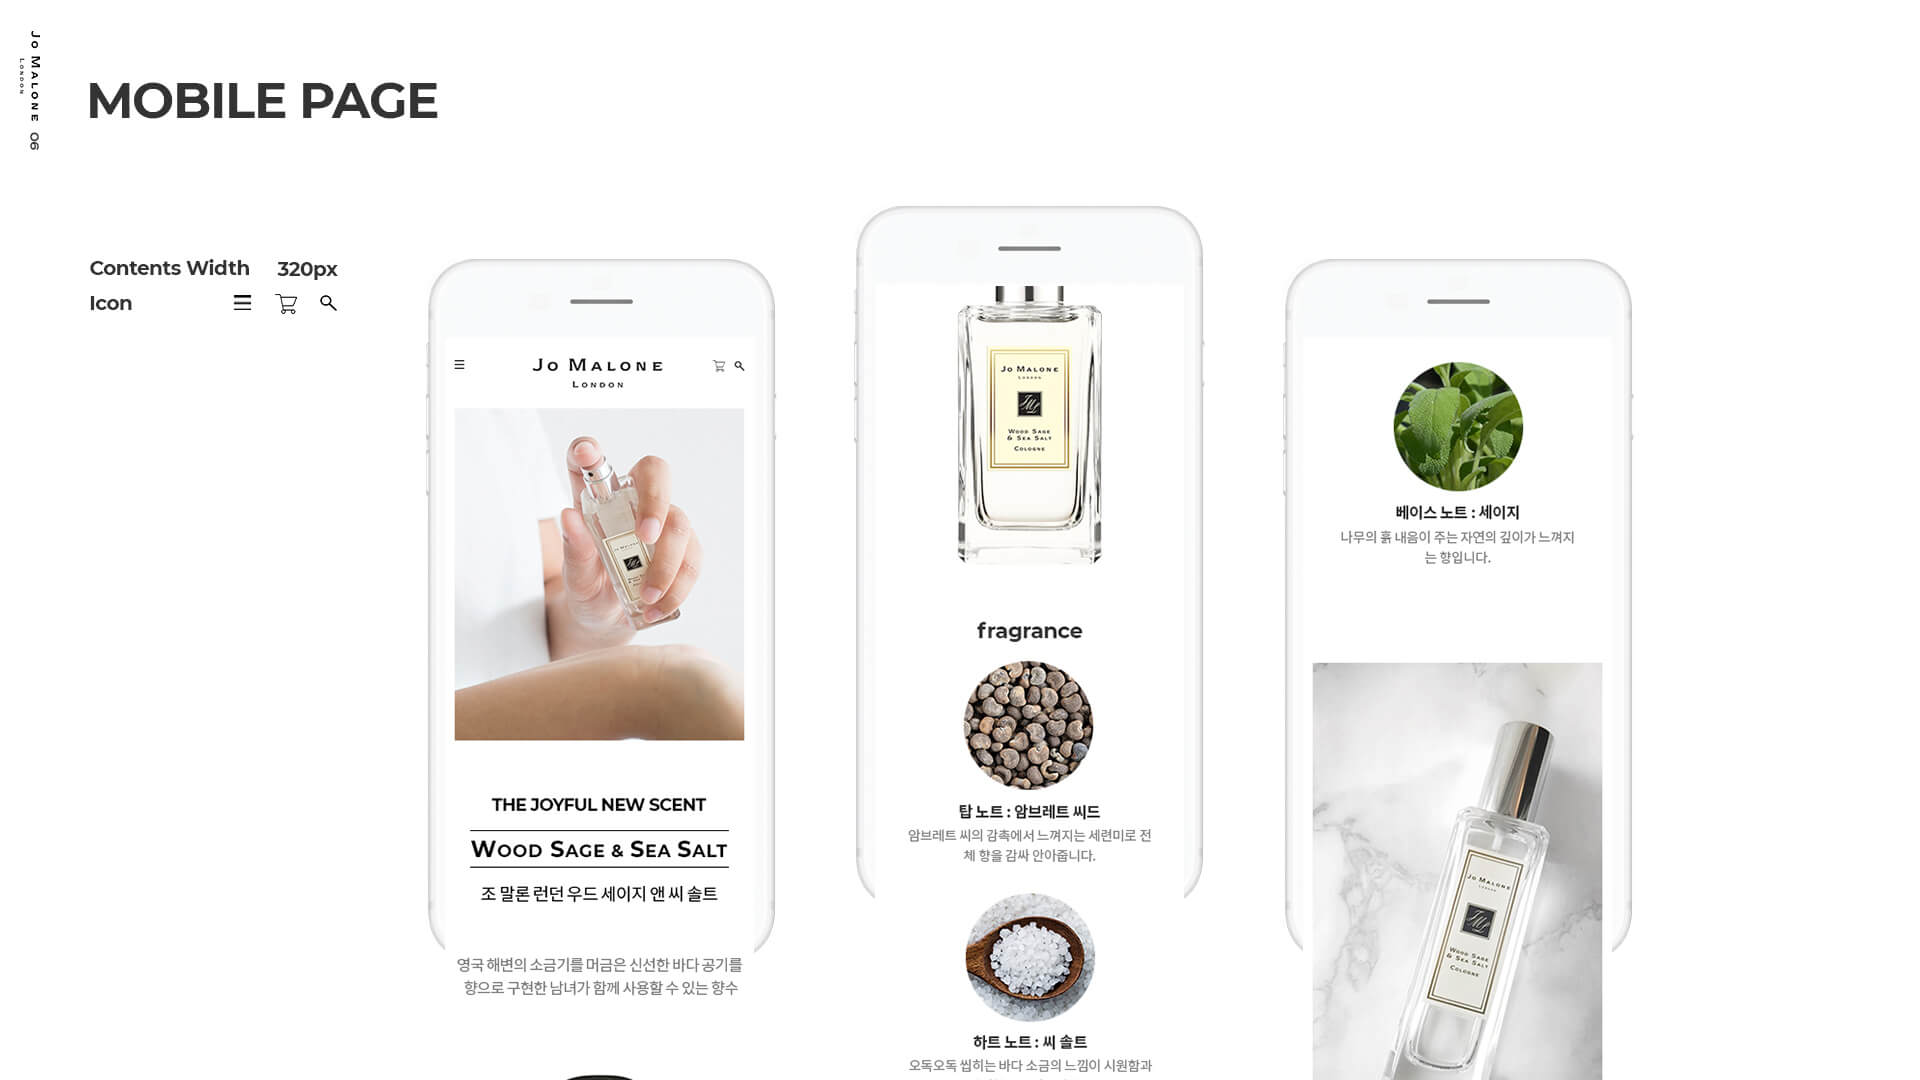 Jo Malone 06
London
MOBILE PAGE
Contents Width 320px
Icon
Jo Malone
London
Jo Malone
THE JOYFUL NEW SCENT
Wood Sage & Sea Salt
조 말론 런던 우드 세이지 앤 씨 솔트
영국 해변의 소금기를 머금은 신선한 바다 공기를
향으로 구현한 남녀가 함께 사용할 수 있는 향수
Jo Malone
London
Wood Sage
& Sea Salt
Cologne
fragrance
탑 노트 : 암브레트 씨드
암브레트 씨의 감촉에서 느껴지는 세련미로 전
체 향을 감싸 안아줍니다.
하트 노트 : 씨 솔트
오독오독 씹히는 바다 소금의 느낌이 시원함과
베이스 노트 : 세이지
나무의 흙 내음이 주는 자연의 깊이가 느껴지
는 향입니다.
Jo Malone
London
Wood Sage
& Sea Salt
Cologne